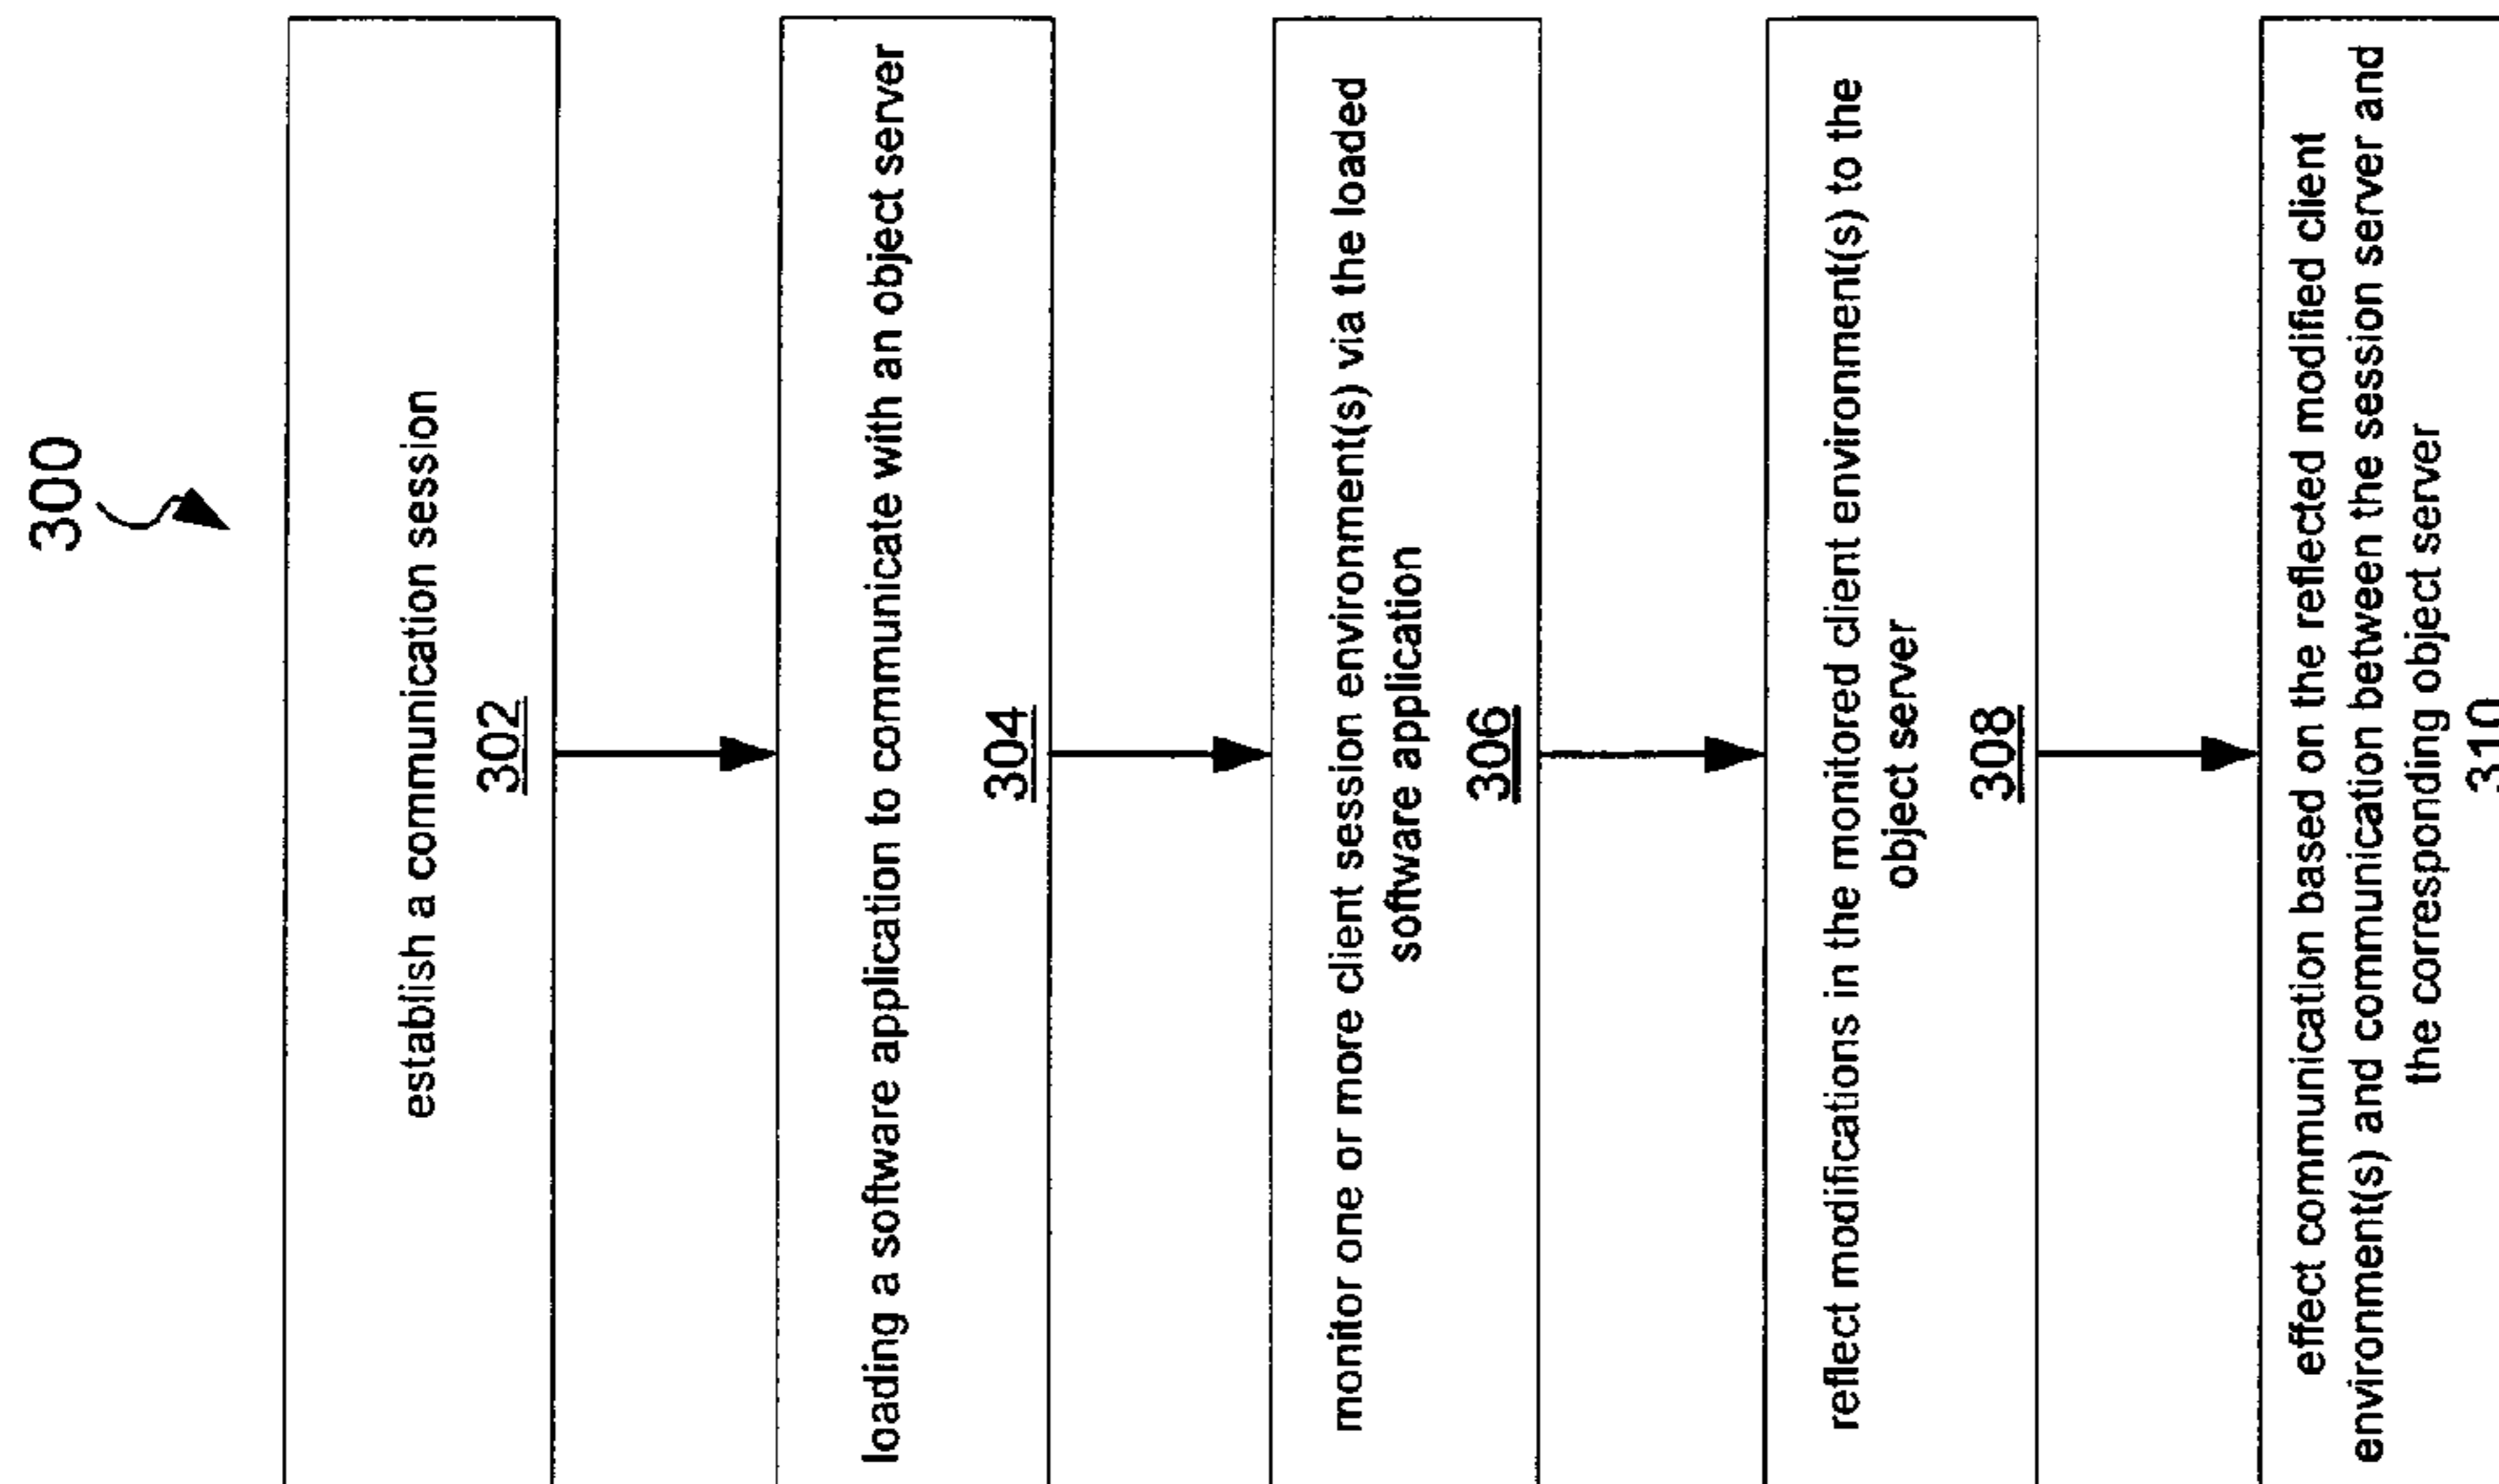 300
establish a communication session
302
loading a software application to communicate with an object server
304
monitor one or more client session environment(s) via the loaded
software application
306
reflect modifications in the monitored client environment(s) to the
object server
308
effect communication based on the reflected modified client
environment(s) and communication between the session server and
the corresponding object server
310